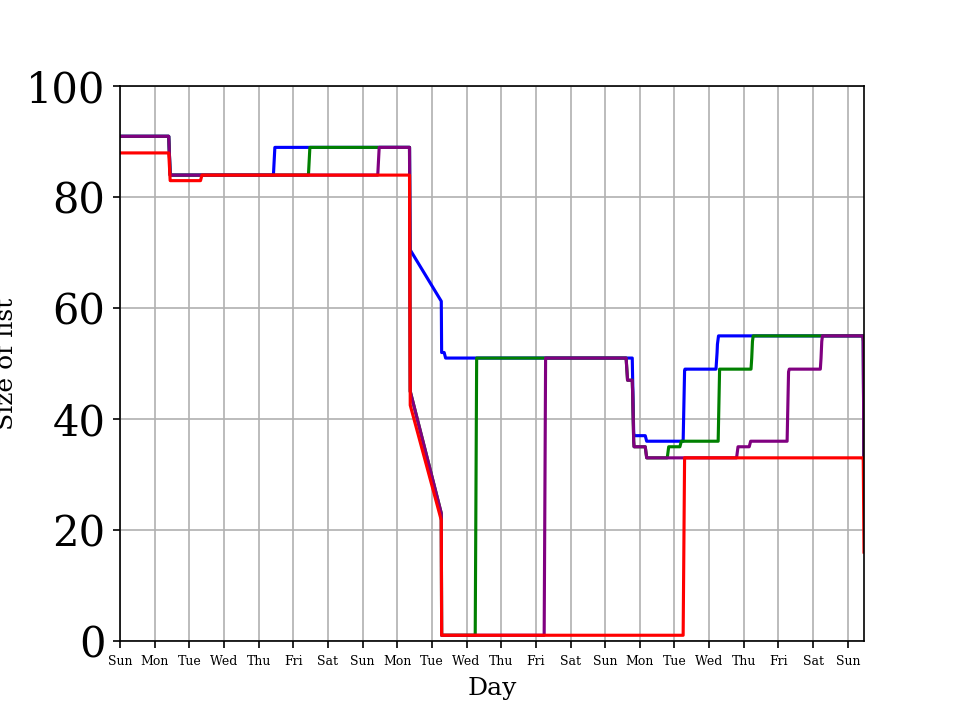 100
80
60
40
20
0
Size of list
Sun Mon Tue Wed Thu Fri Sat Sun Mon Tue Wed Thu Fri Sat Sun Mon Tue Wed Thu Fri Sat Sun
Day